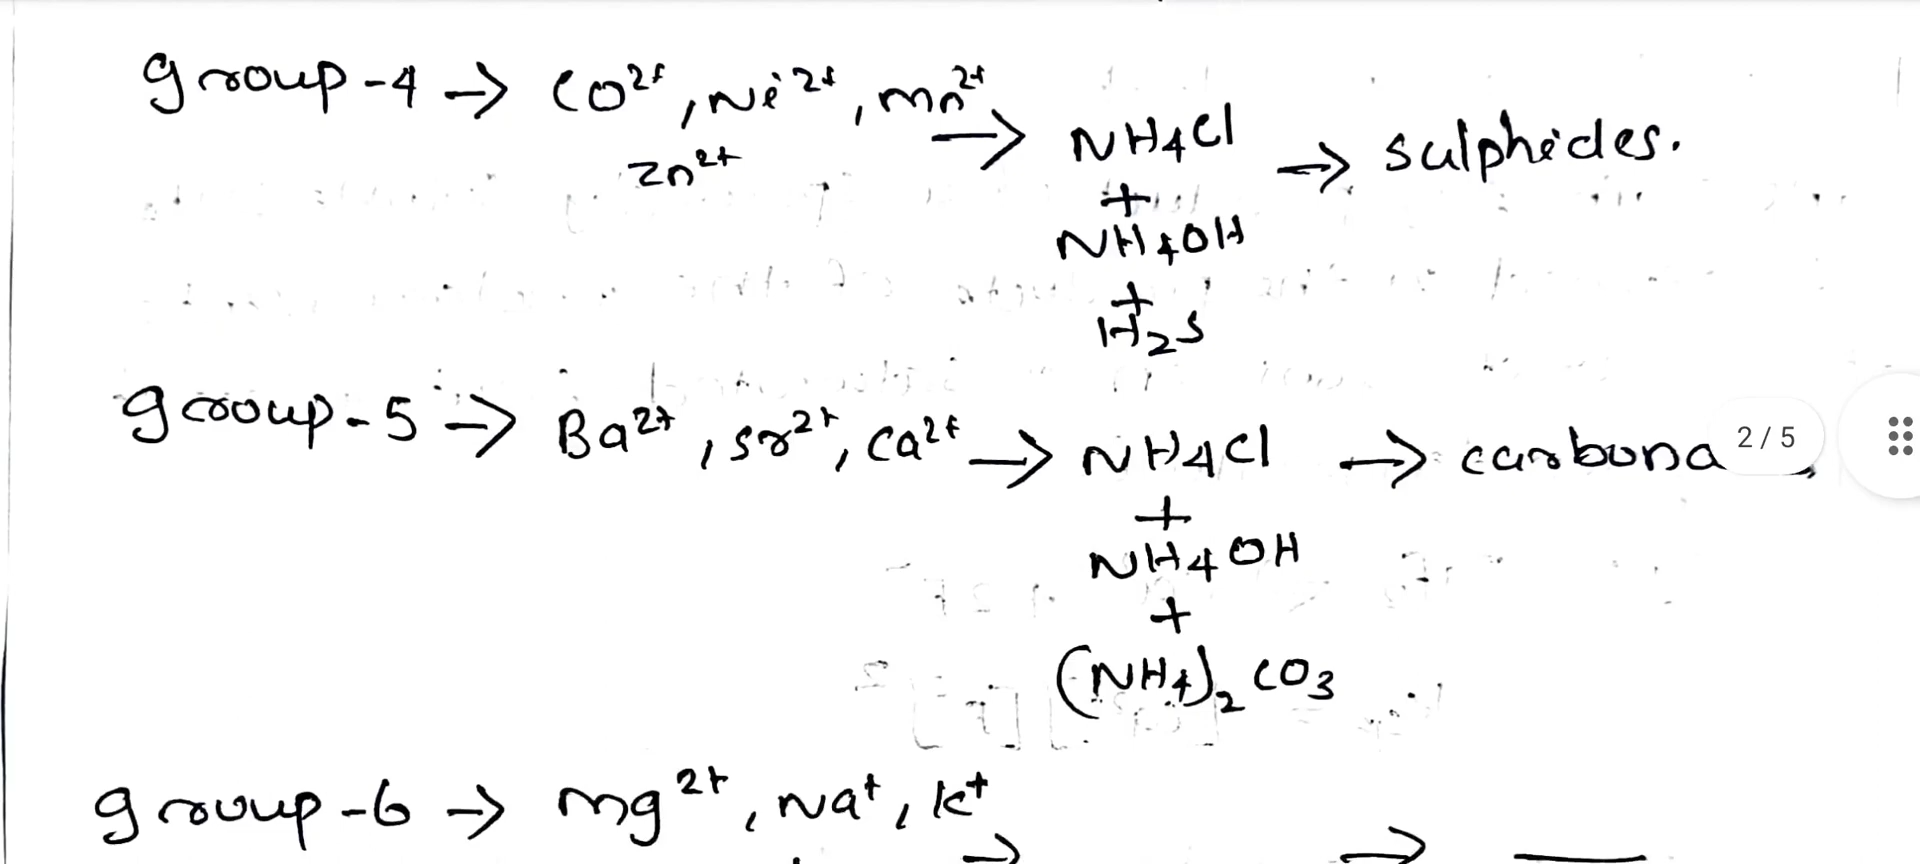 group-4 → Co²⁺, Ni²⁺, Mn²⁺ → NH4Cl → sulphides.
Zn²⁺
+
NH4OH
+
H2S
group-5 → Ba²⁺, Sr²⁺, Ca²⁺ → NH4Cl → carbona
2/5
+
NH4OH
+
(NH4)2 CO3
group-6 → Mg²⁺, Na⁺, K⁺
→ →